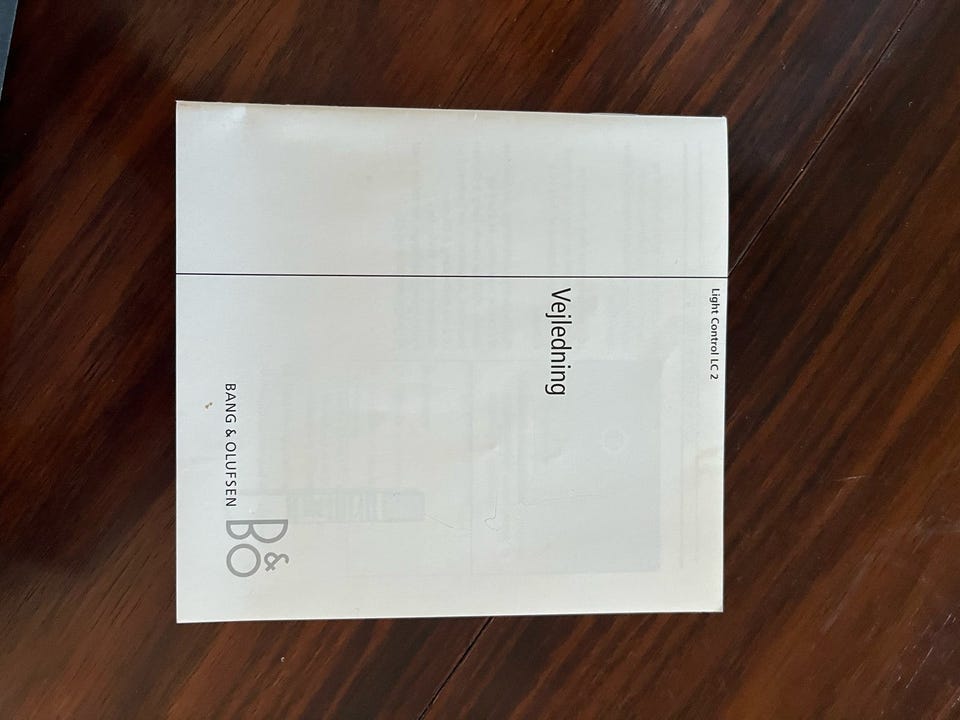 Light Control LC 2
Vejledning
BANG & OLUFSEN
B&O